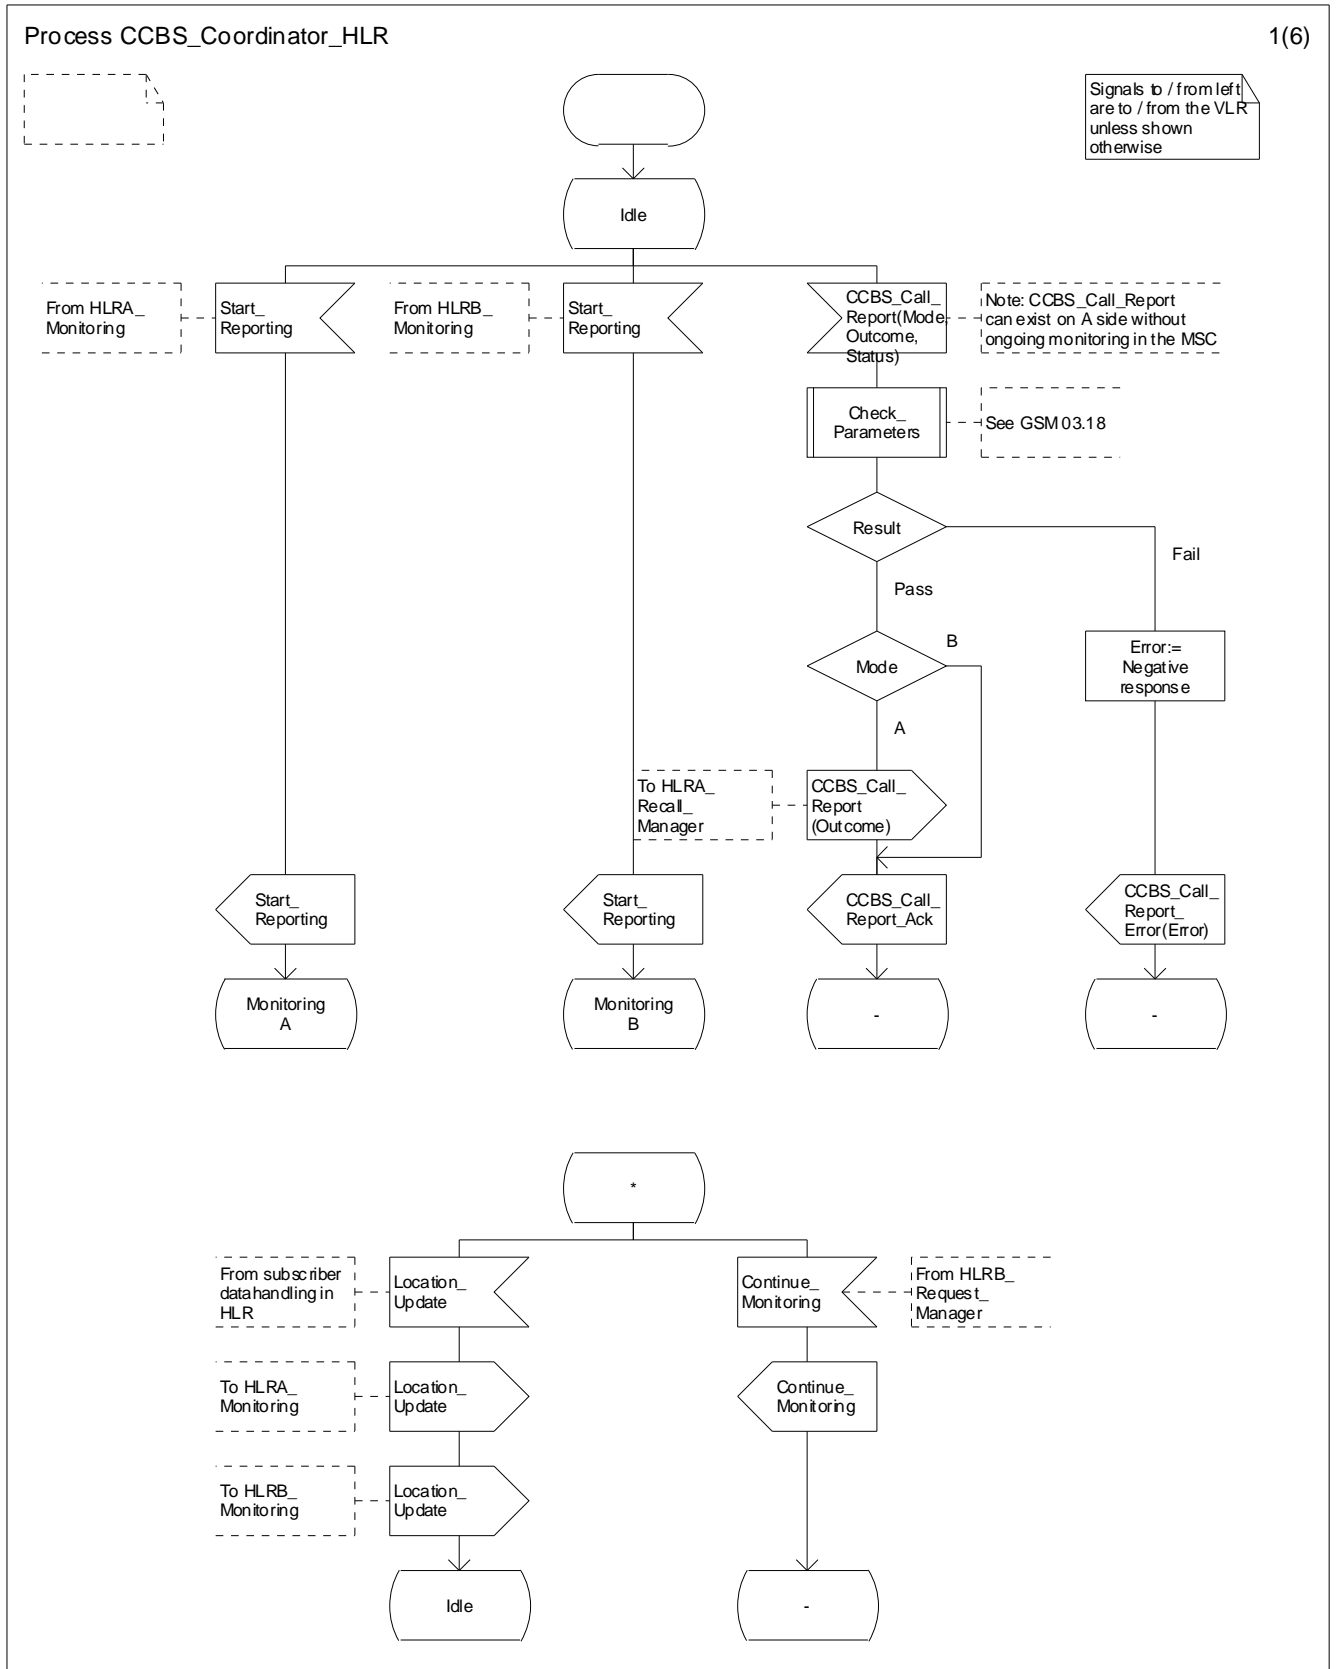 Process CCBS_Coordinator_HLR
1(6)
Signals to / from left
are to / from the VLR
unless shown
otherwise
Idle
From HLRA_
Monitoring
Start_
Reporting
From HLRB_
Monitoring
Start_
Reporting
CCBS_Call_
Report(Mode,
Outcome,
Status)
Note: CCBS_Call_Report
can exist on A side without
ongoing monitoring in the MSC
Check_
Parameters
See GSM 03.18
Result
Fail
Pass
B
Mode
Error:=
Negative
response
A
To HLRA_
Recall_
Manager
CCBS_Call_
Report
(Outcome)
Start_
Reporting
Start_
Reporting
CCBS_Call_
Report_Ack
CCBS_Call_
Report_
Error(Error)
Monitoring
A
Monitoring
B
-
-
*
From subscriber
datahandling in
HLR
Location_
Update
Continue_
Monitoring
From HLRB_
Request_
Manager
To HLRA_
Monitoring
Location_
Update
Continue_
Monitoring
To HLRB_
Monitoring
Location_
Update
Idle
-